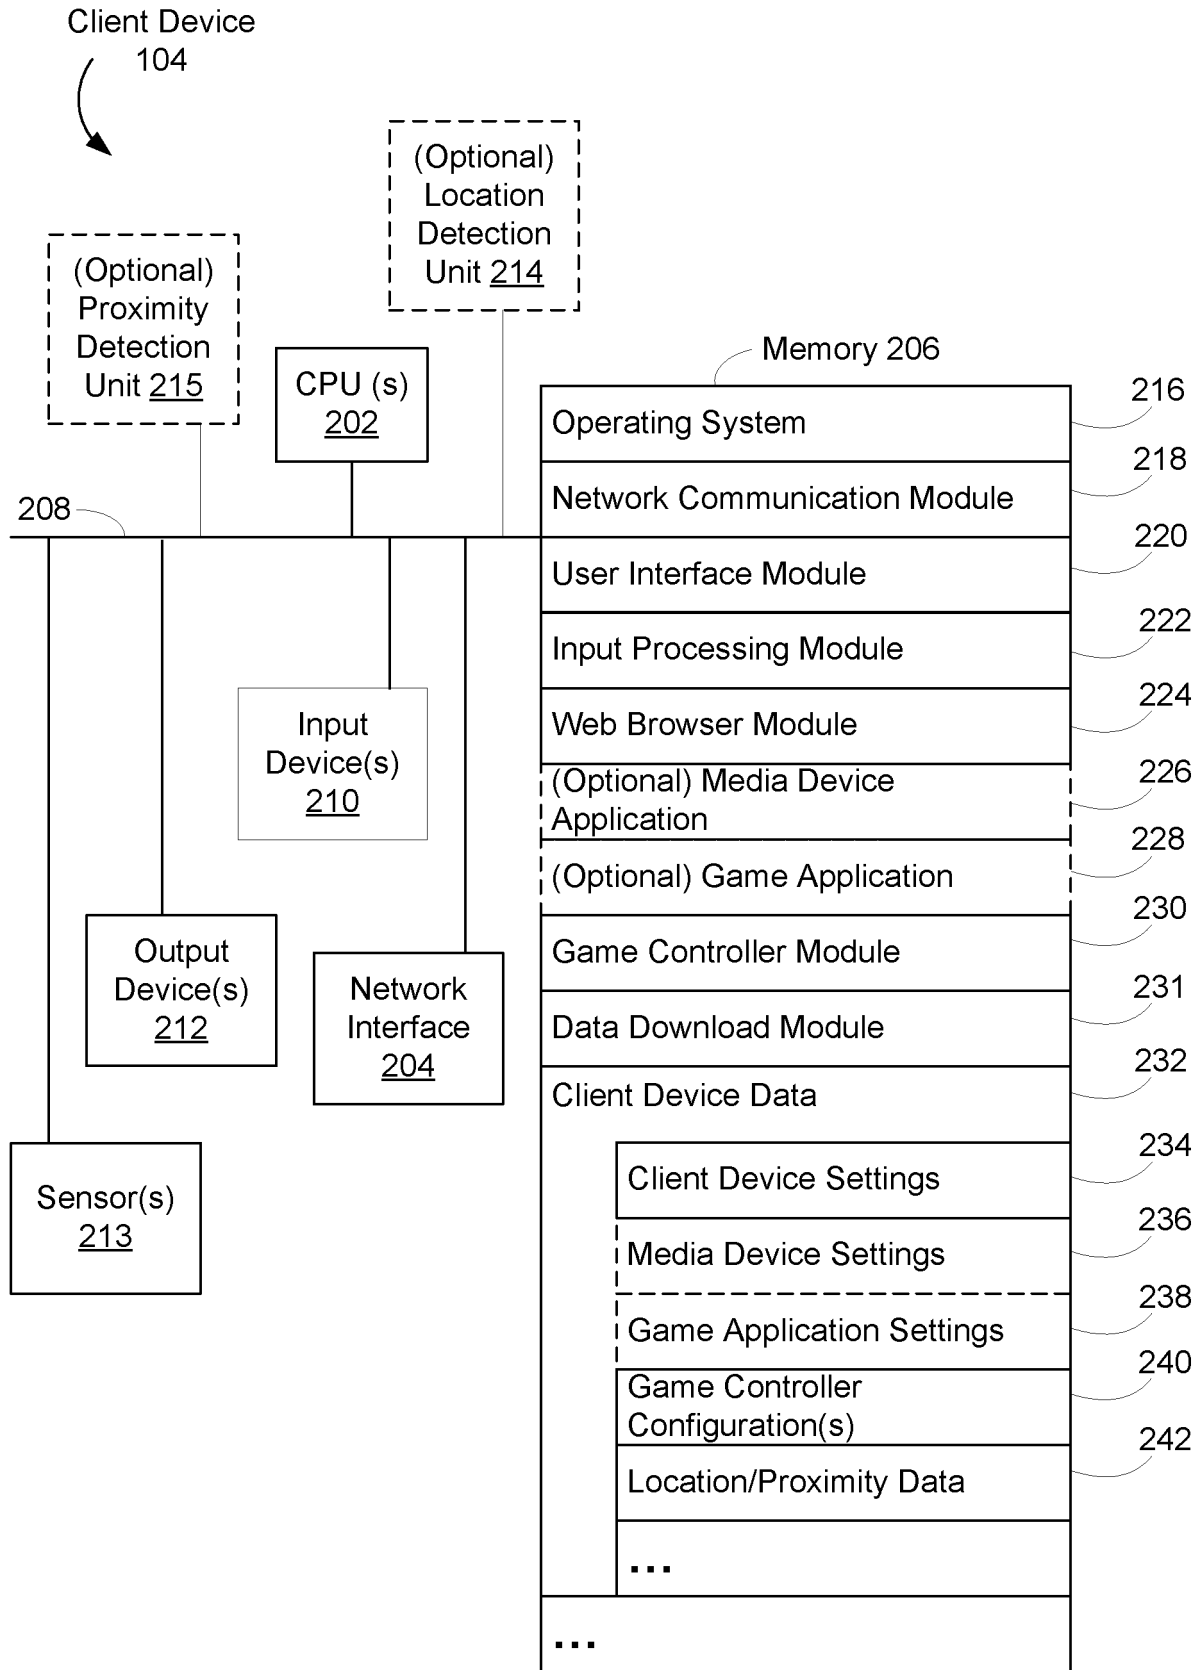 Client Device
104
(Optional)
Location
Detection
Unit 214
(Optional)
Proximity
Detection
Unit 215
CPU (s)
202
208
Input
Device(s)
210
Output
Device(s)
212
Network
Interface
204
Sensor(s)
213
Memory 206
Operating System
216
Network Communication Module
218
User Interface Module
220
Input Processing Module
222
Web Browser Module
224
(Optional) Media Device
Application
226
(Optional) Game Application
228
Game Controller Module
230
Data Download Module
231
Client Device Data
232
Client Device Settings
234
Media Device Settings
236
Game Application Settings
238
Game Controller
Configuration(s)
240
Location/Proximity Data
242
...
...